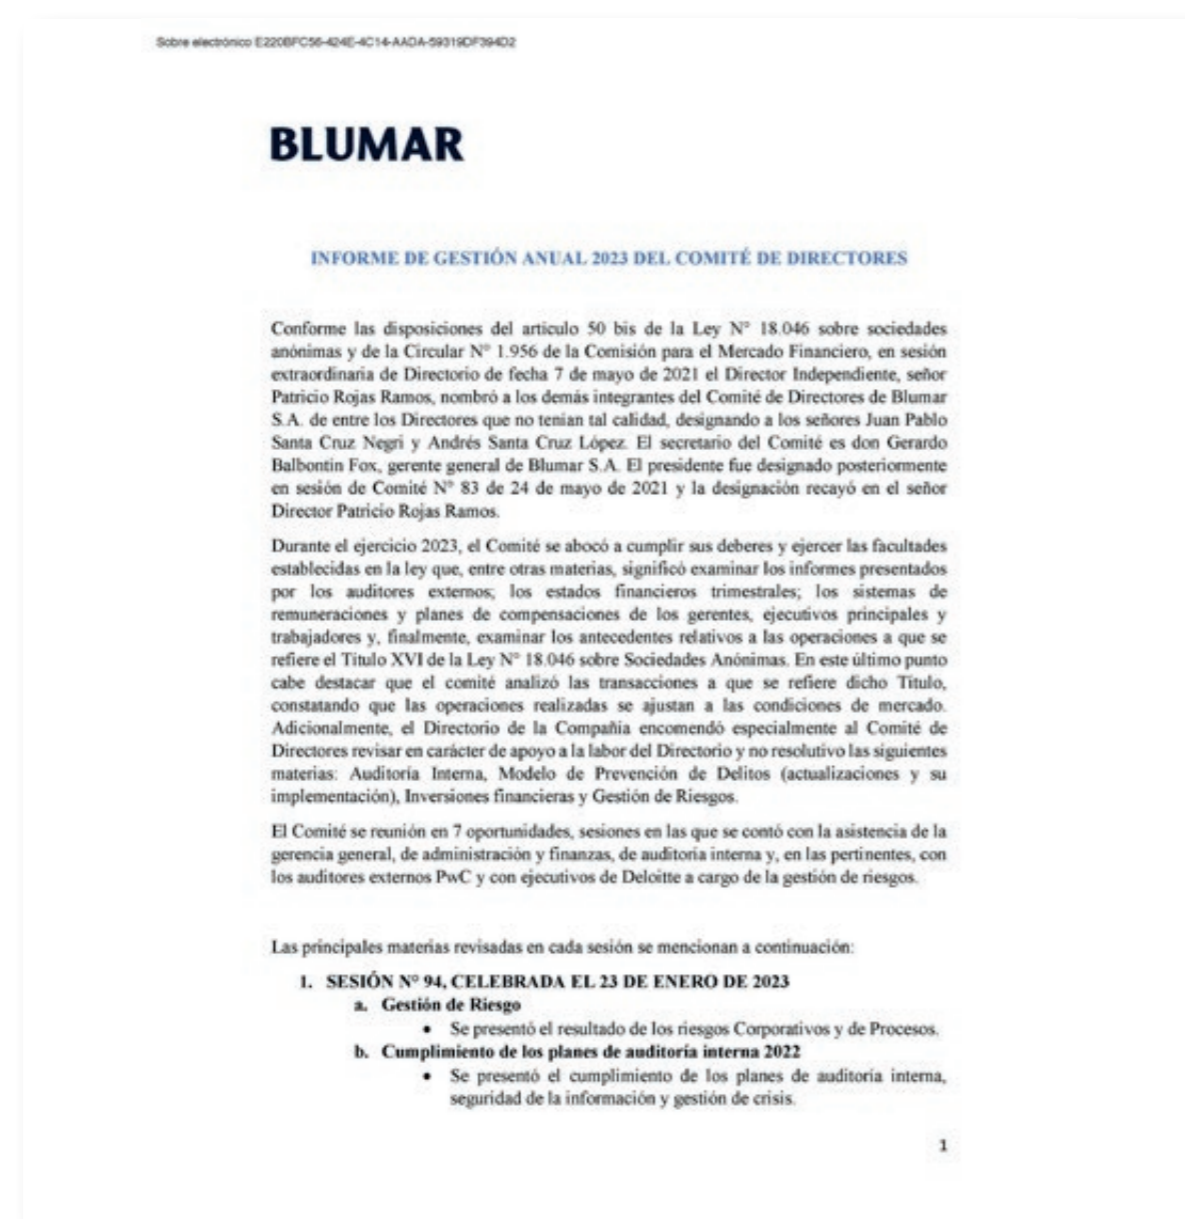 Sobre electrónico E220BFC56-424E-4C14-AADA-59319DF394D2
BLUMAR
INFORME DE GESTIÓN ANUAL 2023 DEL COMITÉ DE DIRECTORES
Conforme las disposiciones del artículo 50 bis de la Ley N° 18.046 sobre sociedades
anónimas y de la Circular N° 1.956 de la Comisión para el Mercado Financiero, en sesión
extraordinaria de Directorio de fecha 7 de mayo de 2021 el Director Independiente, señor
Patricio Rojas Ramos, nombró a los demás integrantes del Comité de Directores de Blumar
S.A. de entre los Directores que no tenían tal calidad, designando a los señores Juan Pablo
Santa Cruz Negri y Andrés Santa Cruz López. El secretario del Comité es don Gerardo
Balbontín Fox, gerente general de Blumar S.A. El presidente fue designado posteriormente
en sesión de Comité N° 83 de 24 de mayo de 2021 y la designación recayó en el señor
Director Patricio Rojas Ramos.
Durante el ejercicio 2023, el Comité se abocó a cumplir sus deberes y ejercer las facultades
establecidas en la ley que, entre otras materias, significó examinar los informes presentados
por los auditores externos; los estados financieros trimestrales; los sistemas de
remuneraciones y planes de compensaciones de los gerentes, ejecutivos principales y
trabajadores y, finalmente, examinar los antecedentes relativos a las operaciones a que se
refiere el Título XVI de la Ley N° 18.046 sobre Sociedades Anónimas. En este último punto
cabe destacar que el comité analizó las transacciones a que se refiere dicho Título,
constatando que las operaciones realizadas se ajustan a las condiciones de mercado.
Adicionalmente, el Directorio de la Compañía encomendó especialmente al Comité de
Directores revisar en carácter de apoyo a la labor del Directorio y no resolutivo las siguientes
materias: Auditoría Interna, Modelo de Prevención de Delitos (actualizaciones y su
implementación), Inversiones financieras y Gestión de Riesgos.
El Comité se reunión en 7 oportunidades, sesiones en las que se contó con la asistencia de la
gerencia general, de administración y finanzas, de auditoría interna y, en las pertinentes, con
los auditores externos PwC y con ejecutivos de Deloitte a cargo de la gestión de riesgos.
Las principales materias revisadas en cada sesión se mencionan a continuación:
1. SESIÓN N° 94, CELEBRADA EL 23 DE ENERO DE 2023
a. Gestión de Riesgo
• Se presentó el resultado de los riesgos Corporativos y de Procesos.
b. Cumplimiento de los planes de auditoría interna 2022
• Se presentó el cumplimiento de los planes de auditoría interna,
seguridad de la información y gestión de crisis.
1